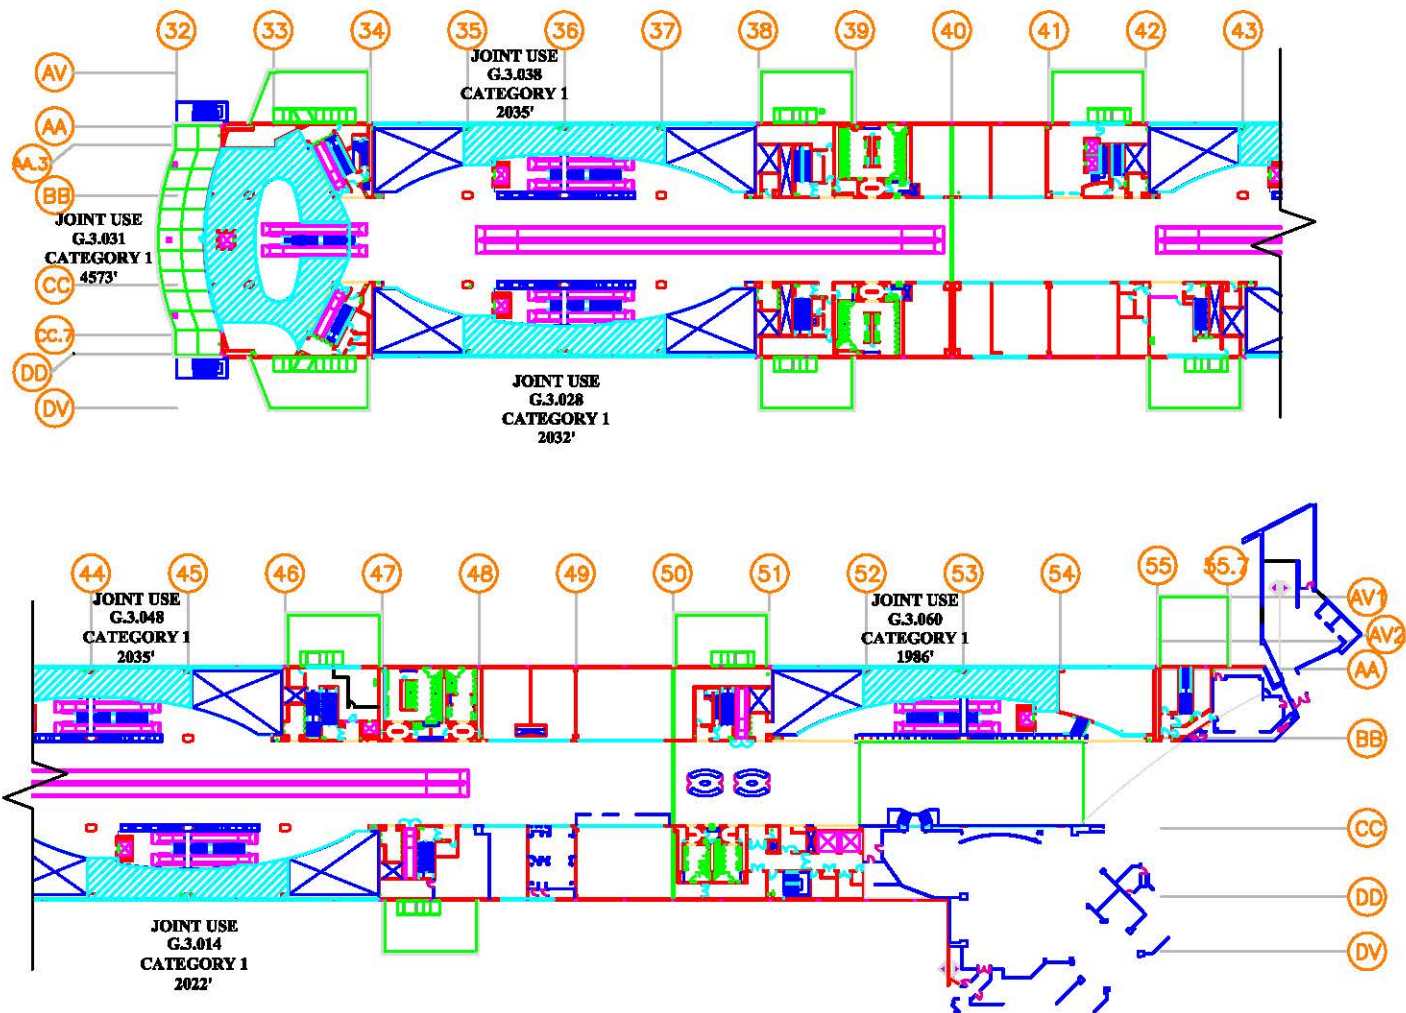 32 33 34 35 36 37 38 39 40 41 42 43
JOINT USE
G.3.038
CATEGORY 1
2035'
AV
AA
AA.3
BB
JOINT USE
G.3.031
CATEGORY 1
4573'
CC
CC.7
DD
DV
JOINT USE
G.3.028
CATEGORY 1
2032'
44 45 46 47 48 49 50 51 52 53 54 55 55.7
JOINT USE
G.3.048
CATEGORY 1
2035'
JOINT USE
G.3.060
CATEGORY 1
1986'
AV1
AV2
AA
BB
CC
DD
DV
JOINT USE
G.3.014
CATEGORY 1
2022'